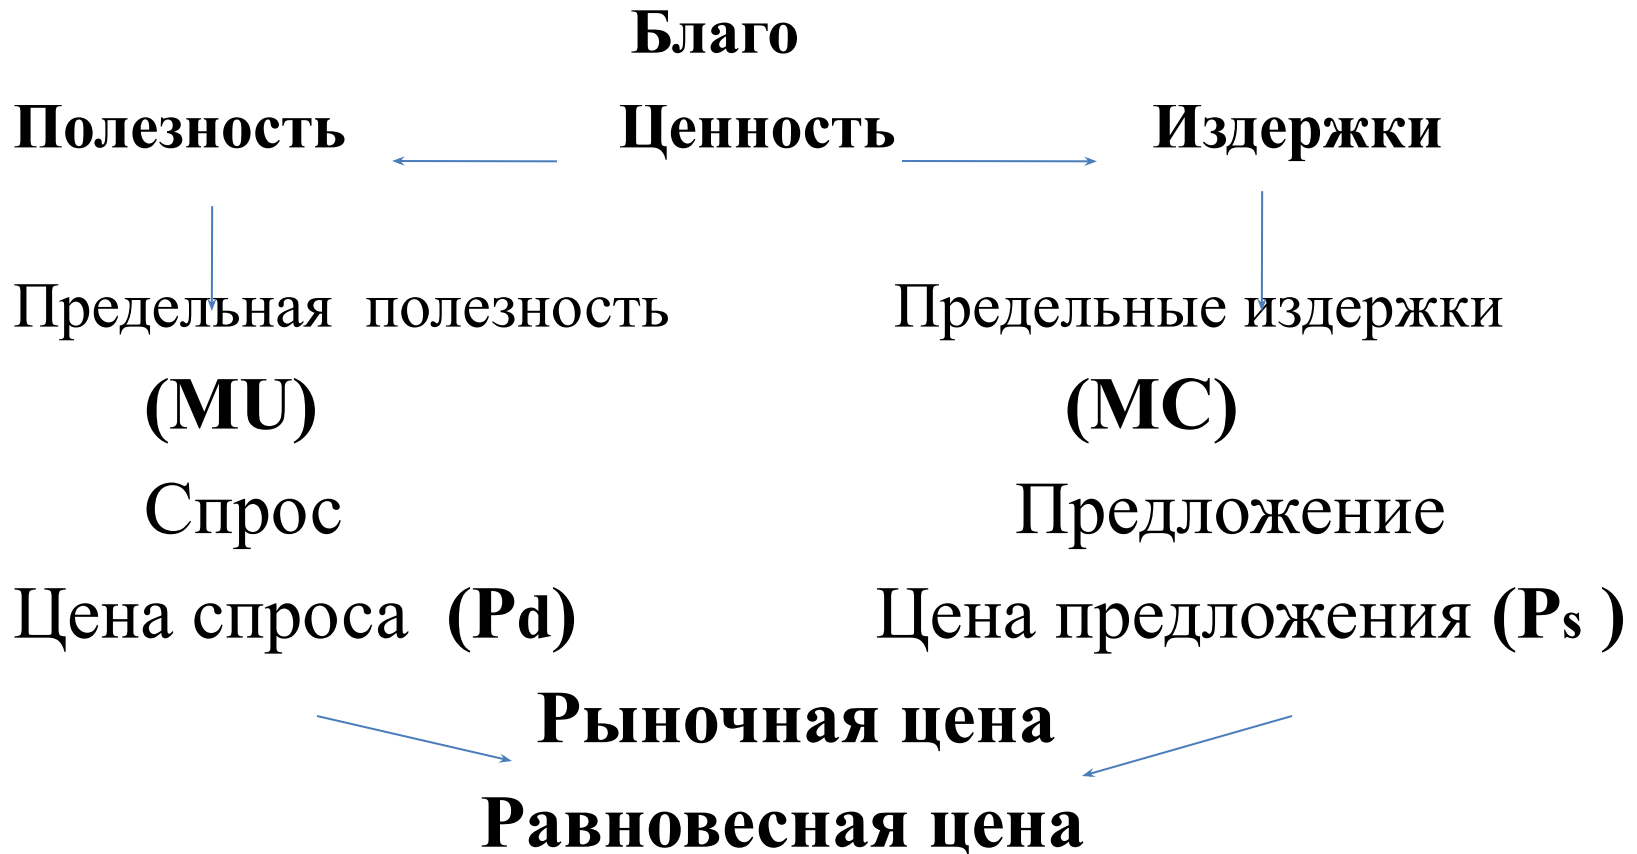 Благо
Полезность Ценность Издержки
Предельная полезность Предельные издержки
(MU) (MC)
Спрос Предложение
Цена спроса (Pd) Цена предложения (Ps )
Рыночная цена
Равновесная цена